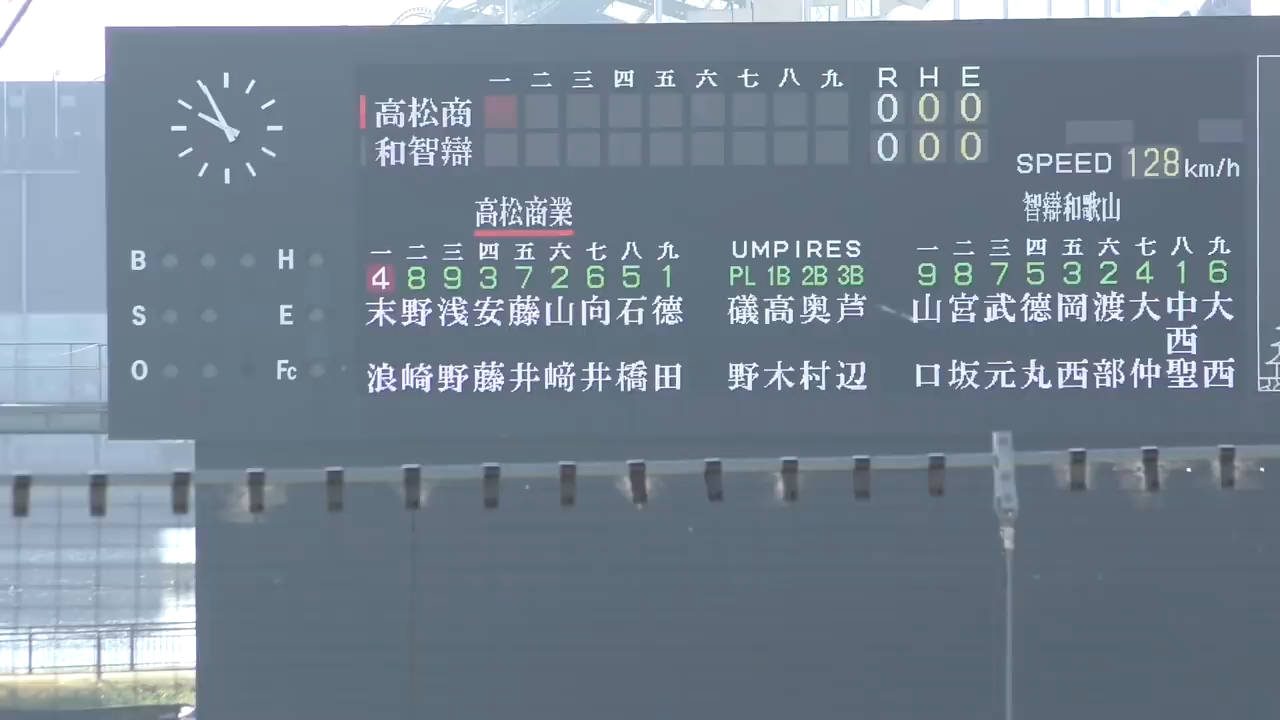 一 二 三 四 五 六 七 八 九 R H E
高松商 0 0 0
和智辯 0 0 0
SPEED 128 km/h
高松商業
智辯和歌山
B H
S E
O Fc
一 二 三 四 五 六 七 八 九
4 8 9 3 7 2 6 5 1
末浪 野崎 浅野 安藤 藤井 山﨑 向井 石橋 德田
UMPIRES
PL 1B 2B 3B
礒野 高木 奥村 芦辺
一 二 三 四 五 六 七 八 九
9 8 7 5 3 2 4 1 6
山口 宮坂 武元 德丸 岡西 渡部 大仲 中西聖 大西